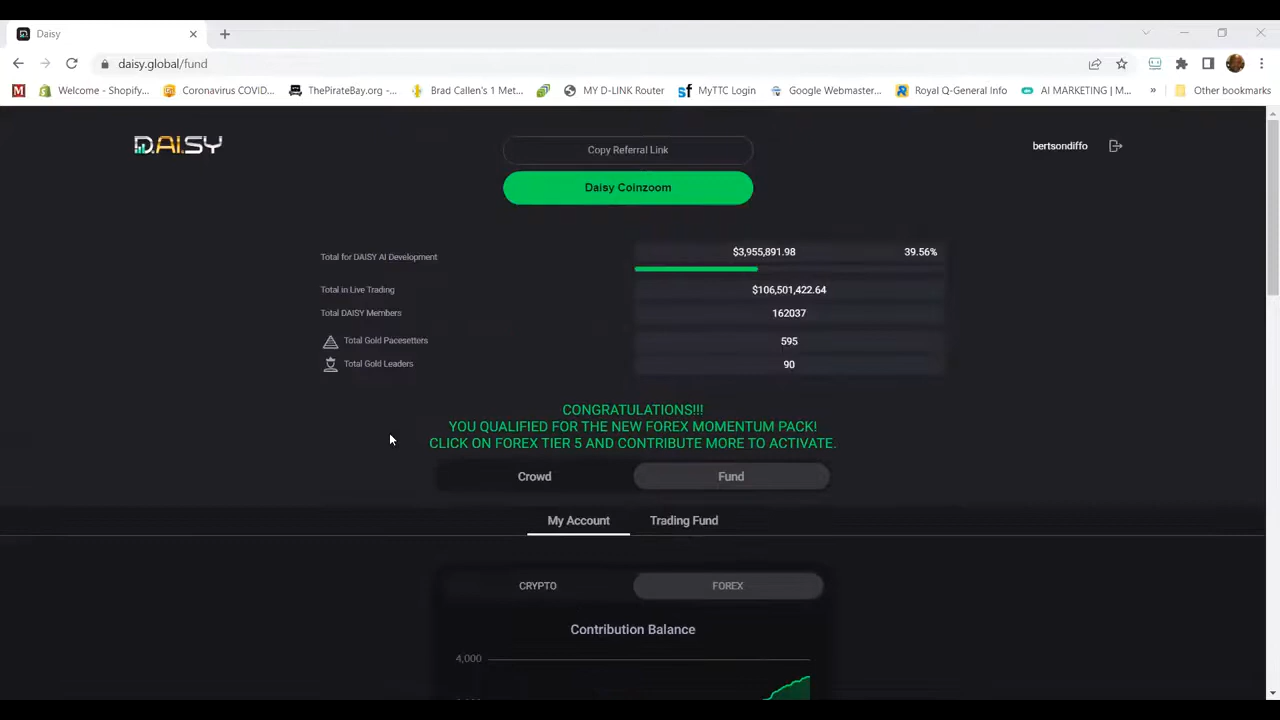 Daisy
daisy.global/fund
Welcome - Shopify... Coronavirus COVID... ThePirateBay.org -... Brad Callen's 1 Met... MY D-LINK Router MyTTC Login Google Webmaster... Royal Q-General Info AI MARKETING | M... » Other bookmarks
DAISY
Copy Referral Link
bertsondiffo
Daisy Coinzoom
Total for DAISY AI Development $3,955,891.98 39.56%
Total in Live Trading $106,501,422.64
Total DAISY Members 162037
Total Gold Pacesetters 595
Total Gold Leaders 90
CONGRATULATIONS!!!
YOU QUALIFIED FOR THE NEW FOREX MOMENTUM PACK!
CLICK ON FOREX TIER 5 AND CONTRIBUTE MORE TO ACTIVATE.
Crowd Fund
My Account Trading Fund
CRYPTO FOREX
Contribution Balance
4,000